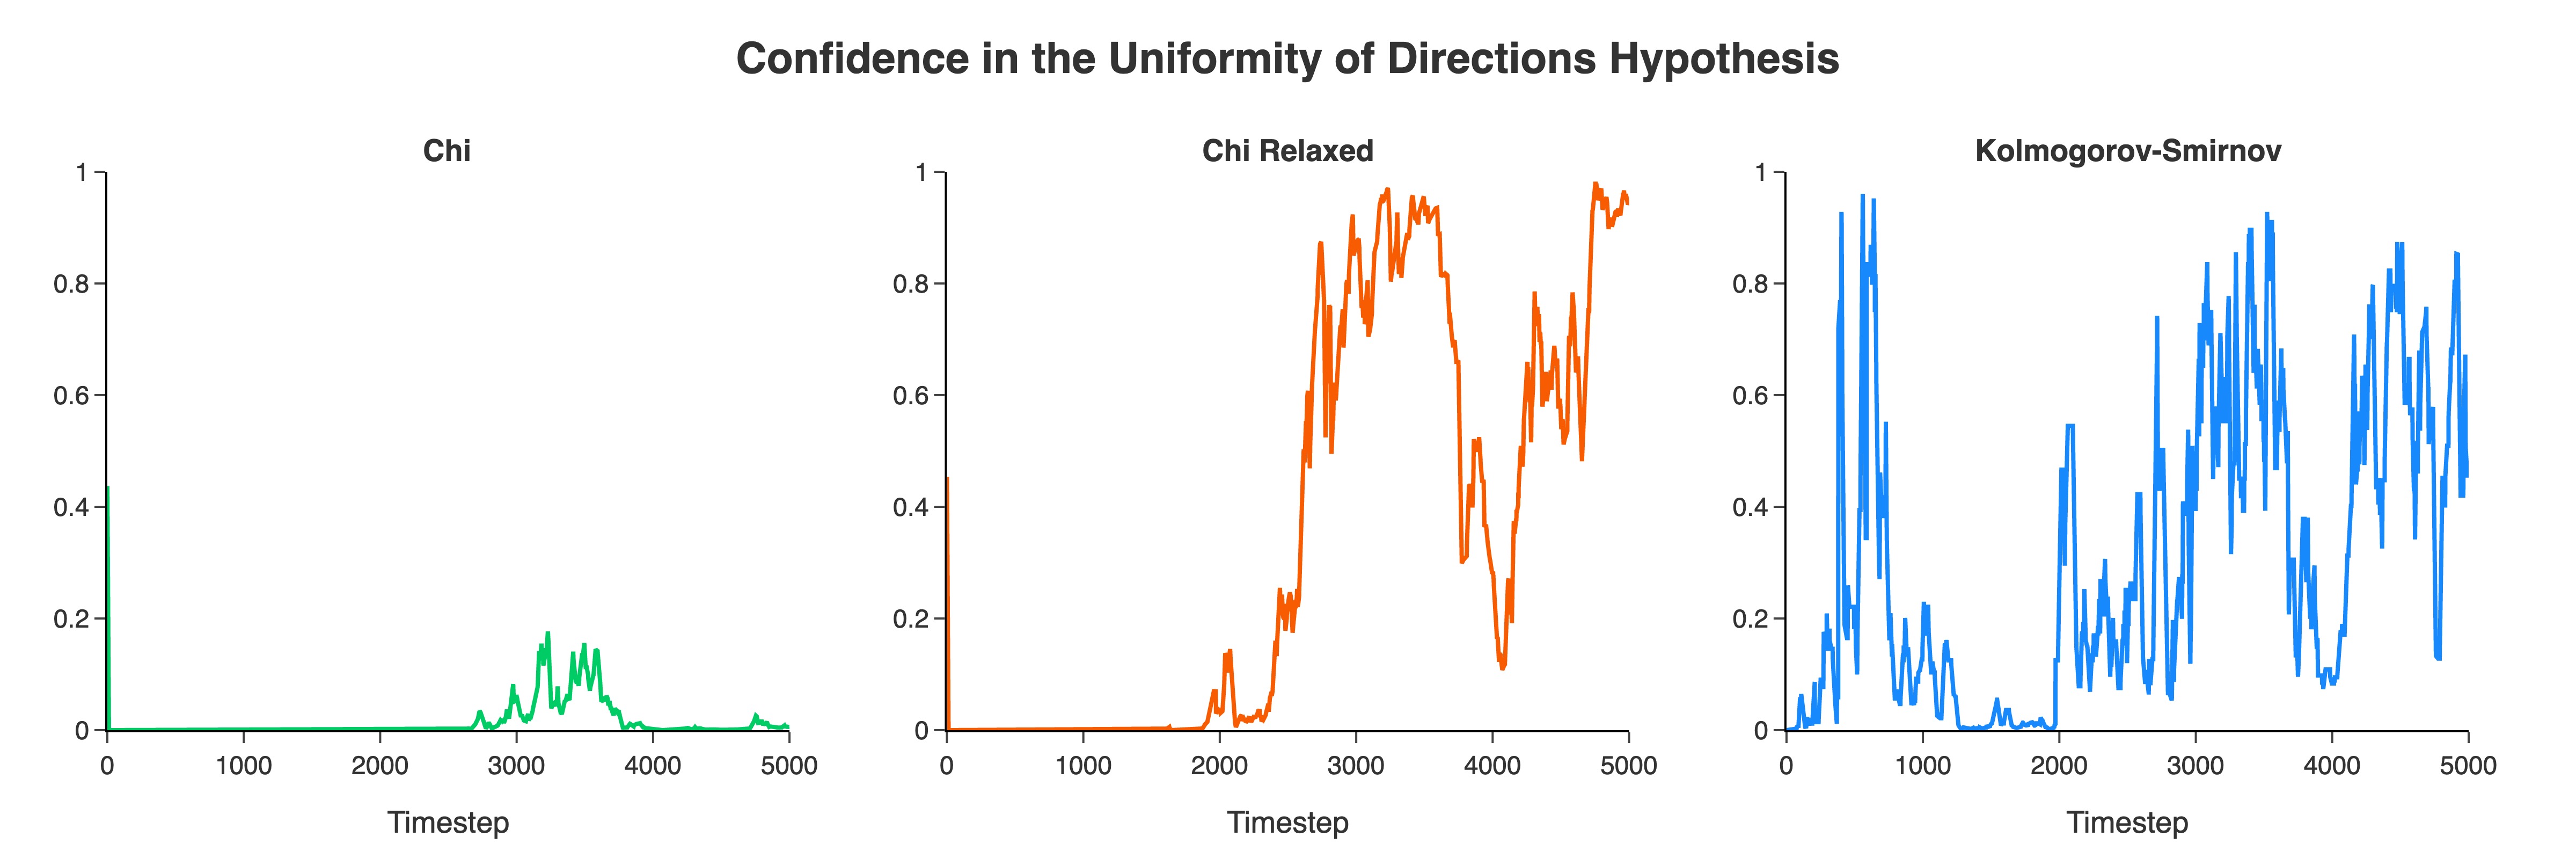 Confidence in the Uniformity of Directions Hypothesis
Chi
1
0.8
0.6
0.4
0.2
0
0 1000 2000 3000 4000 5000
Timestep
Chi Relaxed
1
0.8
0.6
0.4
0.2
0
0 1000 2000 3000 4000 5000
Timestep
Kolmogorov-Smirnov
1
0.8
0.6
0.4
0.2
0
0 1000 2000 3000 4000 5000
Timestep